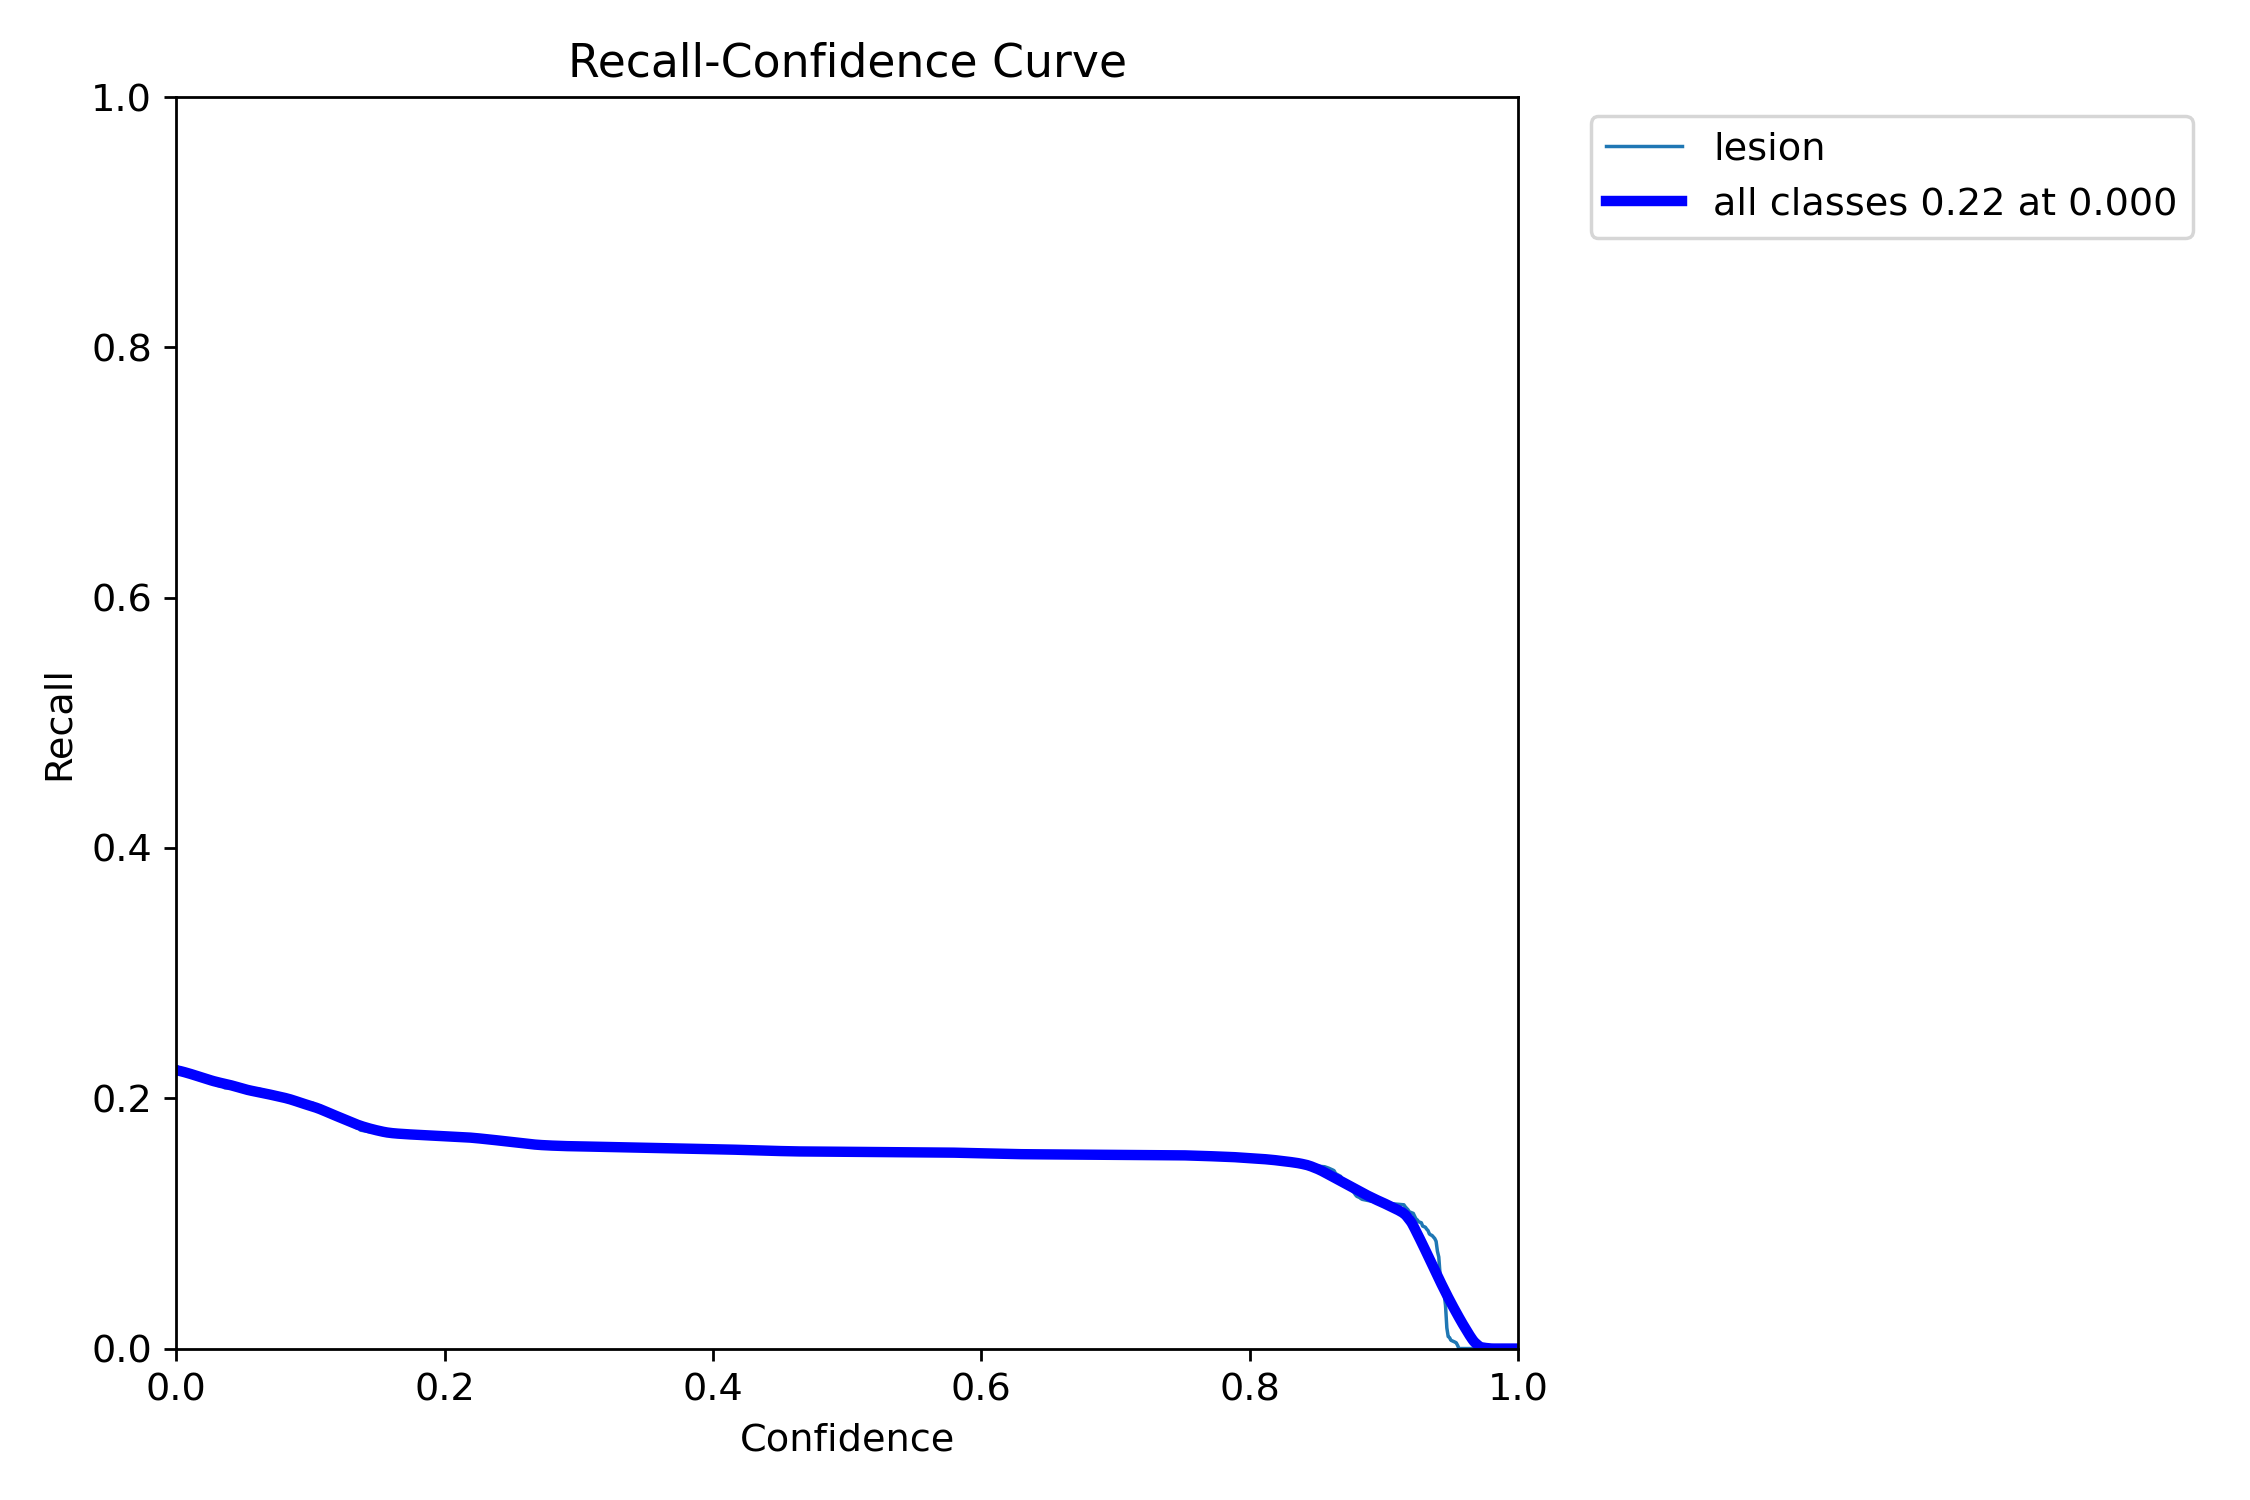 Recall-Confidence Curve
1.0
0.8
0.6
0.4
0.2
0.0
Recall
0.0 0.2 0.4 0.6 0.8 1.0
Confidence
lesion
all classes 0.22 at 0.000